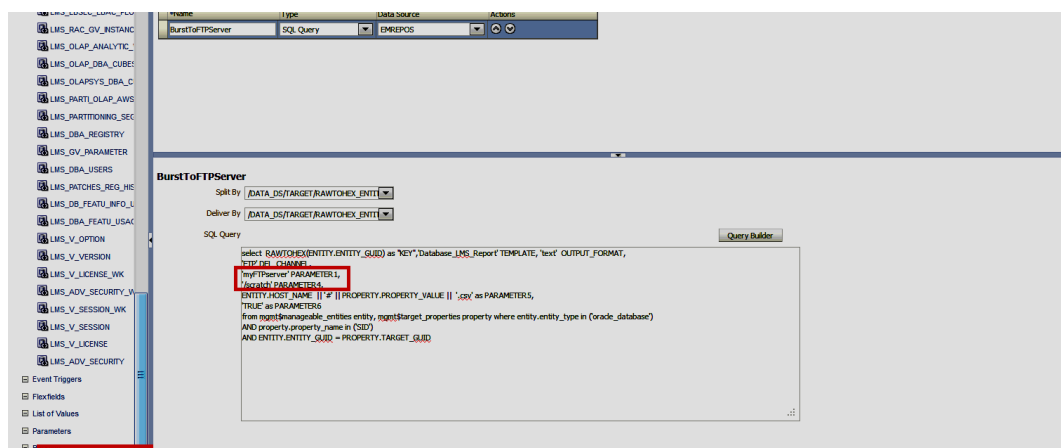 LMS_RAC_GV_INSTANC
LMS_OLAP_ANALYTIC_
LMS_OLAP_DBA_CUBES
LMS_OLAPSYS_DBA_C
LMS_PARTI_OLAP_AWS
LMS_PARTITIONING_SEG
LMS_DBA_REGISTRY
LMS_GV_PARAMETER
LMS_DBA_USERS
LMS_PATCHES_REG_HIS
LMS_DB_FEATU_INFO_L
LMS_DBA_FEATU_USAG
LMS_V_OPTION
LMS_V_VERSION
LMS_V_LICENSE_WK
LMS_ADV_SECURITY_W
LMS_V_SESSION_WK
LMS_V_SESSION
LMS_V_LICENSE
LMS_ADV_SECURITY
Event Triggers
Flexfields
List of Values
Parameters
*Name Type Data Source Actions
BurstToFTPServer SQL Query EMREPOS
BurstToFTPServer
Split By /DATA_DS/TARGET/RAWTOHEX_ENTIT
Deliver By /DATA_DS/TARGET/RAWTOHEX_ENTIT
SQL Query Query Builder
select RAWTOHEX(ENTITY.ENTITY_GUID) as "KEY",'Database_LMS_Report' TEMPLATE, 'text' OUTPUT_FORMAT,
'FTP' DEL_CHANNEL,
'myFTPserver' PARAMETER1,
'/scratch' PARAMETER4,
ENTITY.HOST_NAME || '#' || PROPERTY.PROPERTY_VALUE || '.csv' as PARAMETER5,
'TRUE' as PARAMETER6
from mgmt$manageable_entities entity, mgmt$target_properties property where entity.entity_type in ('oracle_database')
AND property.property_name in ('SID')
AND ENTITY.ENTITY_GUID = PROPERTY.TARGET_GUID